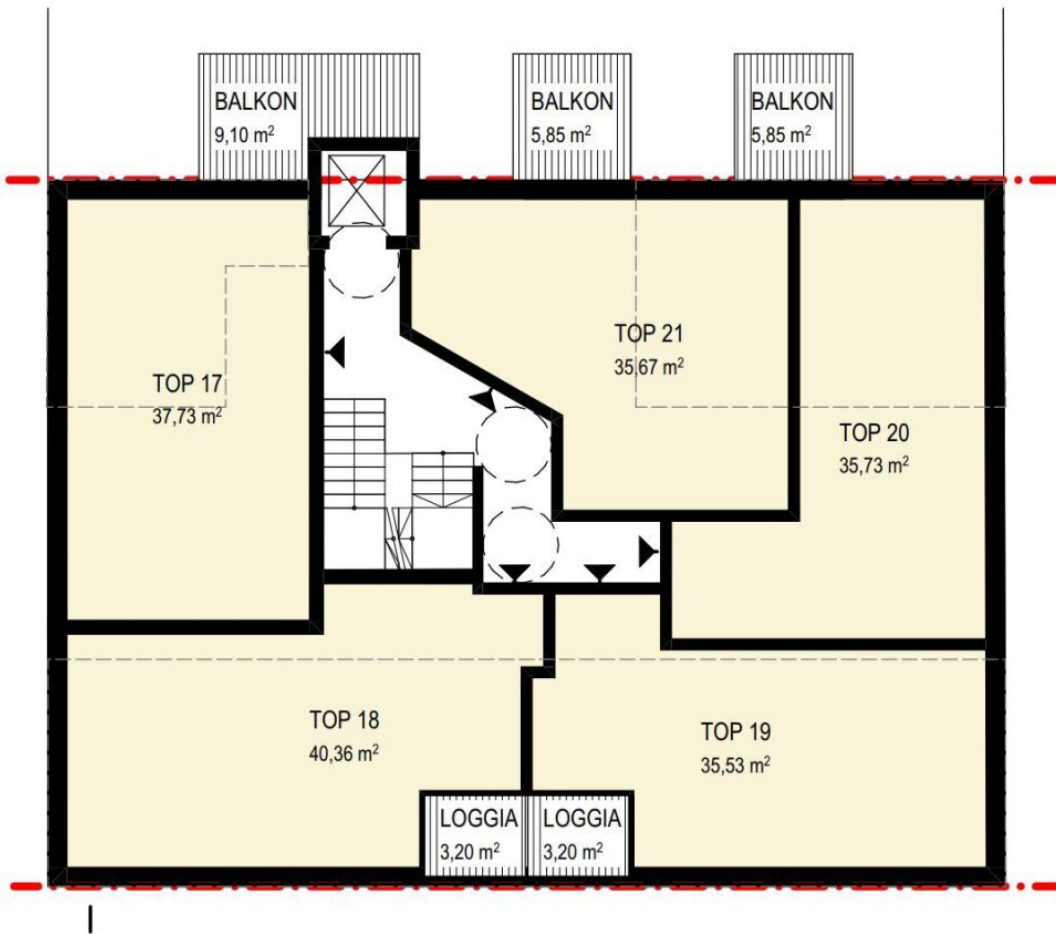 BALKON
9,10 m²
BALKON
5,85 m²
BALKON
5,85 m²
TOP 21
35,67 m²
TOP 17
37,73 m²
TOP 20
35,73 m²
TOP 18
40,36 m²
TOP 19
35,53 m²
LOGGIA
3,20 m²
LOGGIA
3,20 m²